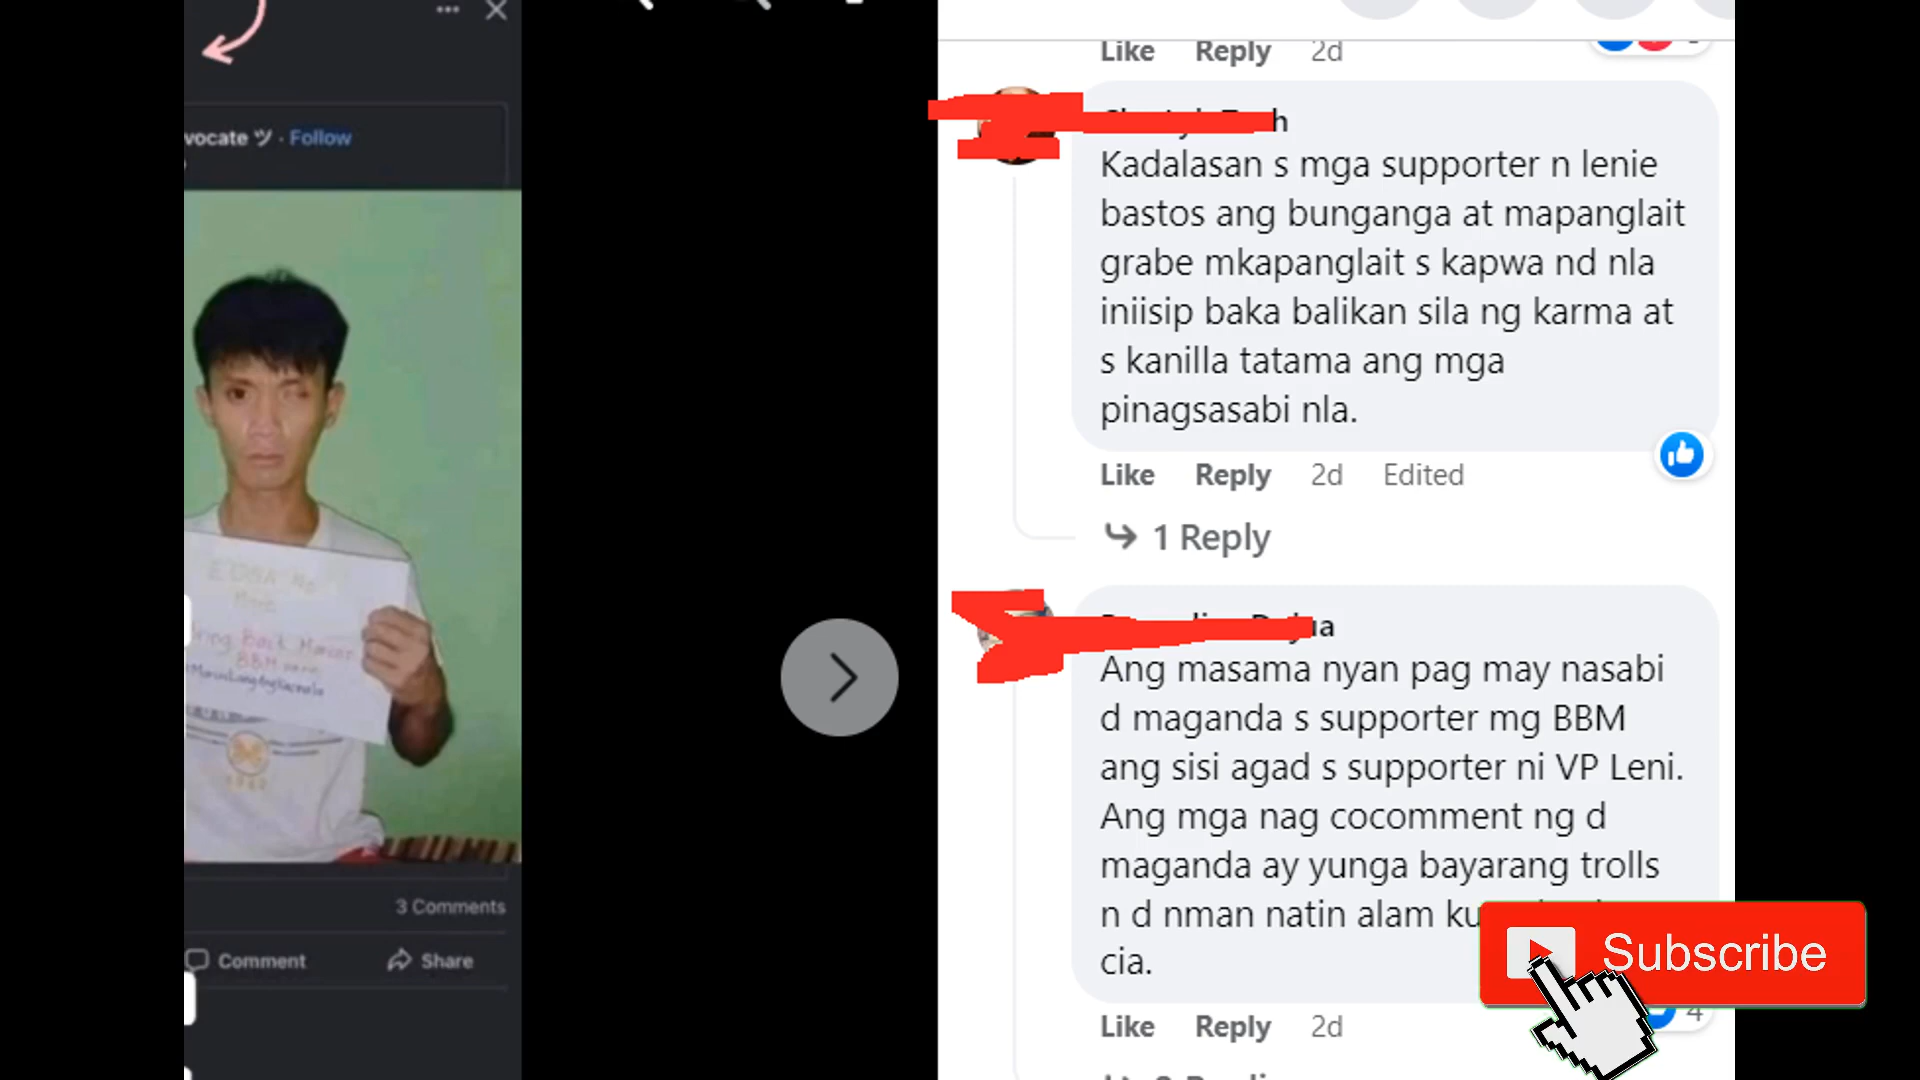 vocate ツ · Follow
Back Marcos
BBM
3 Comments
Comment
Share
Like Reply 2d
Kadalasan s mga supporter n lenie
bastos ang bunganga at mapanglait
grabe mkapanglait s kapwa nd nla
iniisip baka balikan sila ng karma at
s kanilla tatama ang mga
pinagsasabi nla.
Like Reply 2d Edited
1 Reply
Ang masama nyan pag may nasabi
d maganda s supporter mg BBM
ang sisi agad s supporter ni VP Leni.
Ang mga nag cocomment ng d
maganda ay yunga bayarang trolls
n d nman natin alam
cia.
Like Reply 2d
4
Subscribe